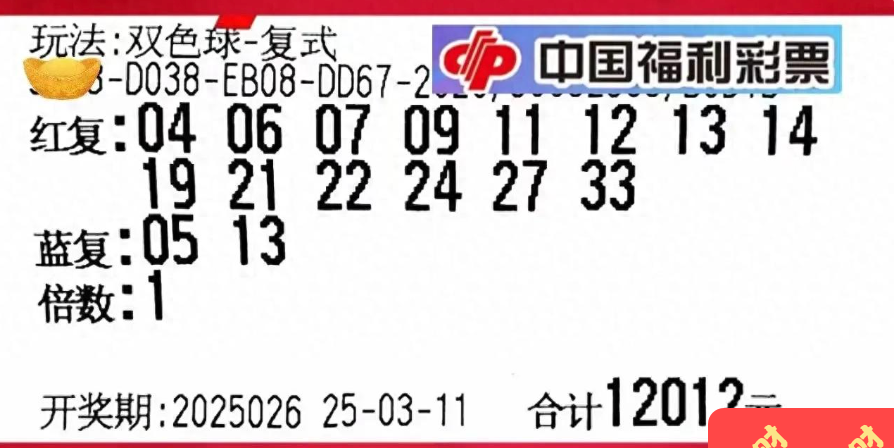 玩法:双色球-复式
中国福利彩票
-D038-EB08-DD67-2
红复:04 06 07 09 11 12 13 14
19 21 22 24 27 33
蓝复:05 13
倍数:1
开奖期:2025026 25-03-11 合计12012元